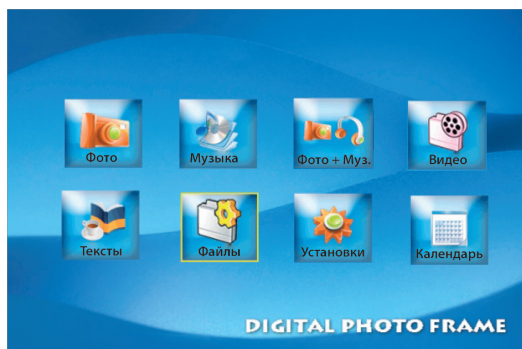 Фото
Музыка
Фото + Муз.
Видео
Тексты
Файлы
Установки
Календарь
DIGITAL PHOTO FRAME